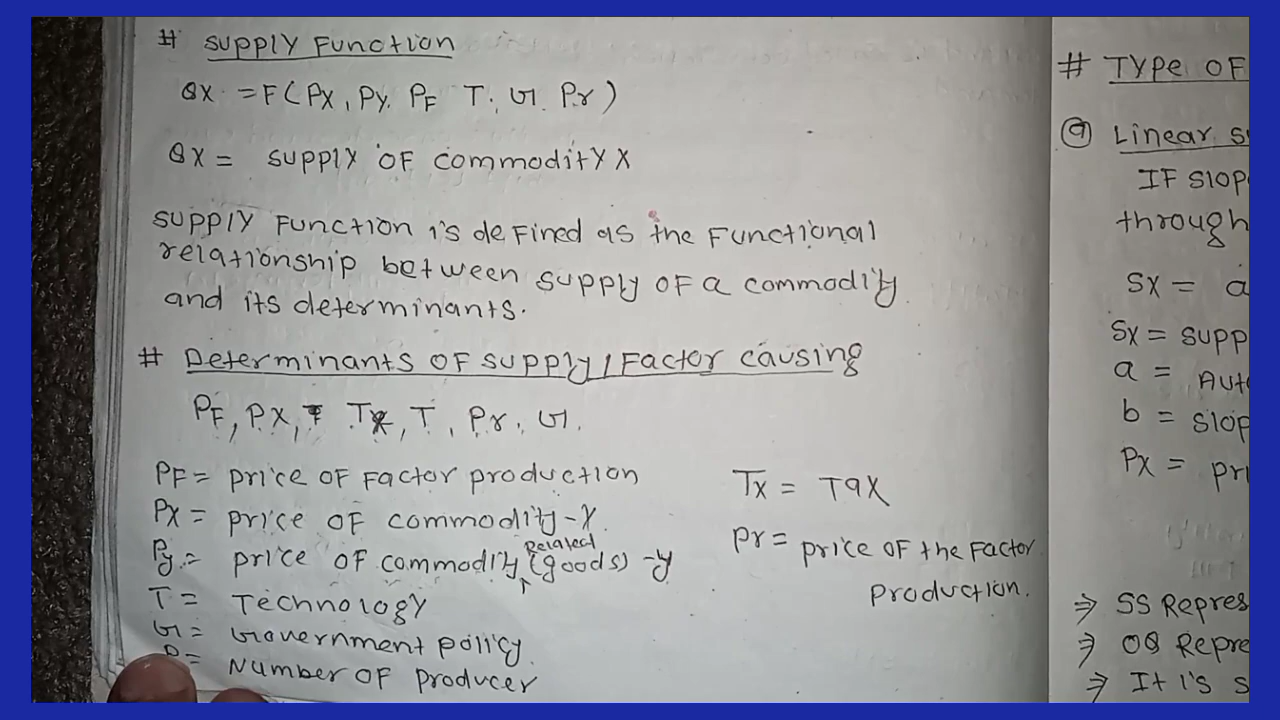 # Supply Function
QX = F ( PX, Py. PF T. G. Pr )
QX = Supply OF commodity X
Supply Function is defined as the Functional
relationship between supply OF a commodity
and its determinants.
# Determinants OF supply / Factor causing
PF, PX, Tx, T, Pr, G.
PF = price OF Factor production
PX = price OF commodity-X.
Py = price OF commodity (Related goods) -y
T = Technology
G = Government policy
= Number OF producer
Tx = Tax
Pr = price OF the Factor
production.
# Type OF
(a) Linear s
IF slop
through
Sx = a
Sx = supp
a = Auto
b = slop
Px = pri
⇒ SS Repres
⇒ OQ Repre
⇒ It is s